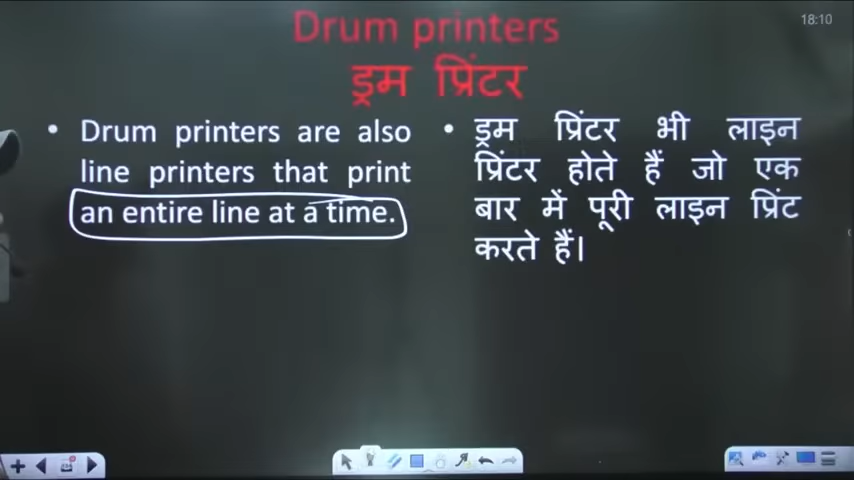 18:10
Drum printers
ड्रम प्रिंटर
• Drum printers are also
line printers that print
an entire line at a time.
• ड्रम प्रिंटर भी लाइन
प्रिंटर होते हैं जो एक
बार में पूरी लाइन प्रिंट
करते हैं।